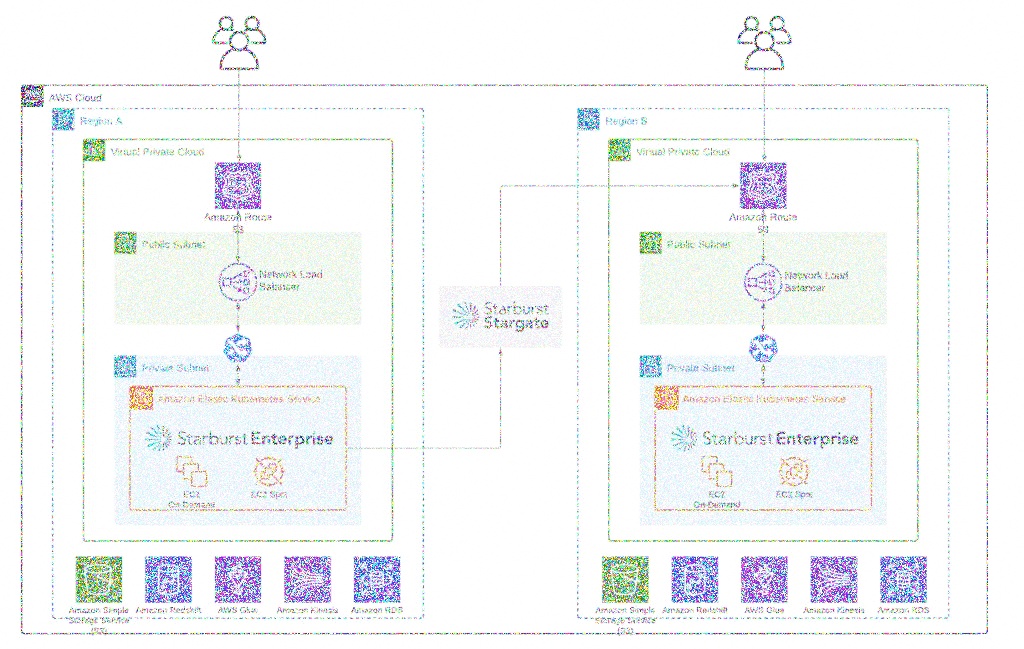 AWS Cloud
Region A
Virtual Private Cloud
Amazon Route
53
Public Subnet
Network Load
Balancer
Private Subnet
Amazon Elastic Kubernetes Service
Starburst Enterprise
EC2
On-Demand
EC2 Spot
Amazon Simple
Storage Service
(S3)
Amazon Redshift
AWS Glue
Amazon Kinesis
Amazon RDS
Starburst
Stargate
Region B
Virtual Private Cloud
Amazon Route
53
Public Subnet
Network Load
Balancer
Private Subnet
Amazon Elastic Kubernetes Service
Starburst Enterprise
EC2
On-Demand
EC2 Spot
Amazon Simple
Storage Service
(S3)
Amazon Redshift
AWS Glue
Amazon Kinesis
Amazon RDS